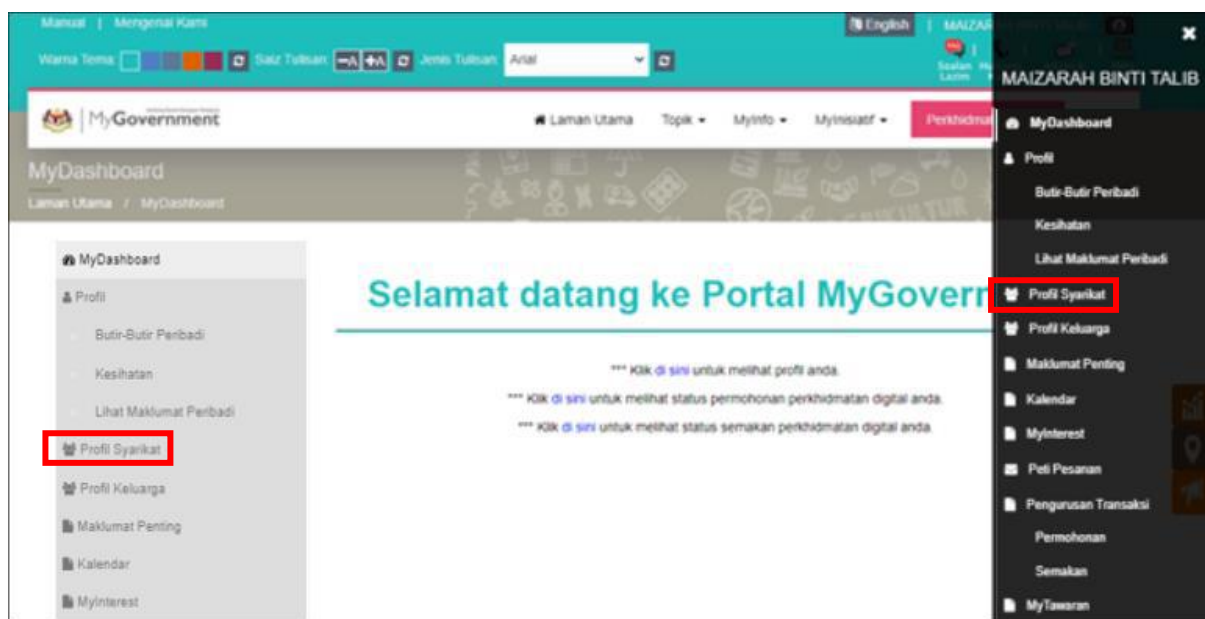 Manual | Mengenai Kami
English | MAIZAR
Warna Tema: Saiz Tulisan: -A +A Jenis Tulisan: Arial
Soalan
Lazim
MyGovernment
Laman Utama Topik MyInfo MyInisiatif Perkhidmat
MyDashboard
Laman Utama / MyDashboard
MyDashboard
Profil
Butir-Butir Peribadi
Kesihatan
Lihat Maklumat Peribadi
Profil Syarikat
Profil Keluarga
Maklumat Penting
Kalendar
MyInterest
Selamat datang ke Portal MyGovern
*** Klik di sini untuk melihat profil anda.
*** Klik di sini untuk melihat status permohonan perkhidmatan digital anda.
*** Klik di sini untuk melihat status semakan perkhidmatan digital anda.
MAIZARAH BINTI TALIB
MyDashboard
Profil
Butir-Butir Peribadi
Kesihatan
Lihat Maklumat Peribadi
Profil Syarikat
Profil Keluarga
Maklumat Penting
Kalendar
MyInterest
Peti Pesanan
Pengurusan Transaksi
Permohonan
Semakan
MyTawaran